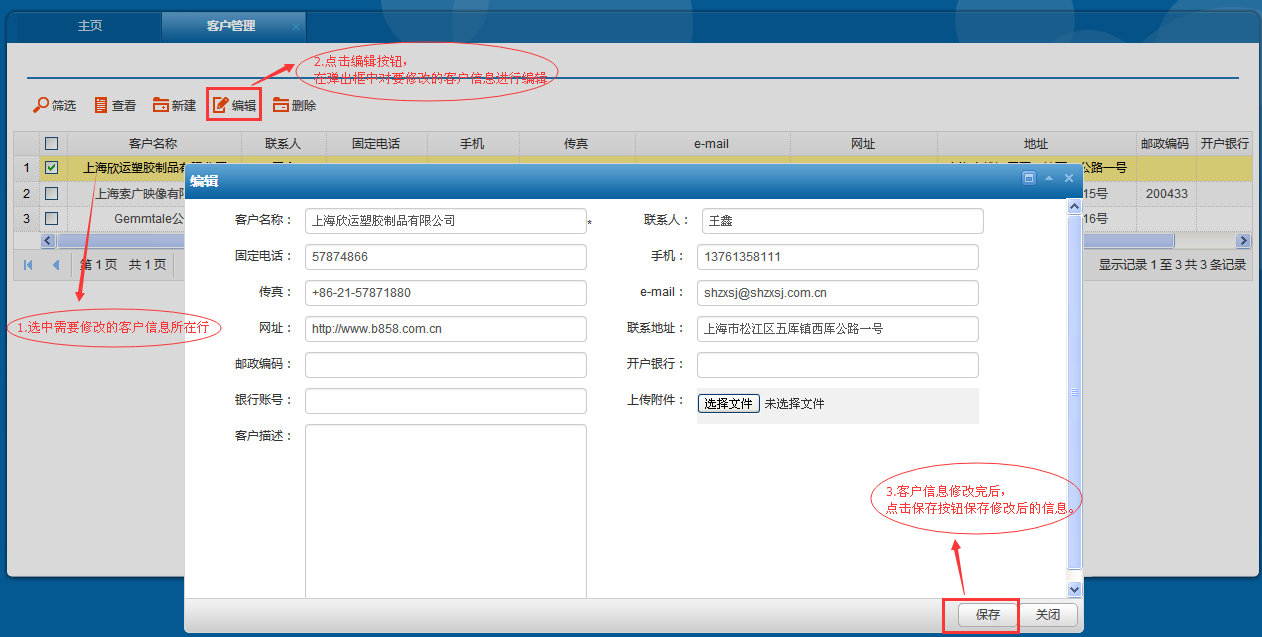 主页
客户管理
2.点击编辑按钮，
在弹出框中对要修改的客户信息进行编辑
筛选 查看 新建 编辑 删除
客户名称 联系人 固定电话 手机 传真 e-mail 网址 地址 邮政编码 开户银行
1 上海欣运塑胶制品有 公路一号
2 上海索广映像有 15号 200433
3 Gemmtale公 16号
第 1 页 共 1 页 显示记录 1 至 3 共 3 条记录
1.选中需要修改的客户信息所在行
编辑
客户名称： 上海欣运塑胶制品有限公司 * 联系人： 王鑫
固定电话： 57874866 手机： 13761358111
传真： +86-21-57871880 e-mail： shzxsj@shzxsj.com.cn
网址： http://www.b858.com.cn 联系地址： 上海市松江区五厍镇西厍公路一号
邮政编码： 开户银行：
银行账号： 上传附件： 选择文件 未选择文件
客户描述：
3.客户信息修改完后，
点击保存按钮保存修改后的信息。
保存 关闭